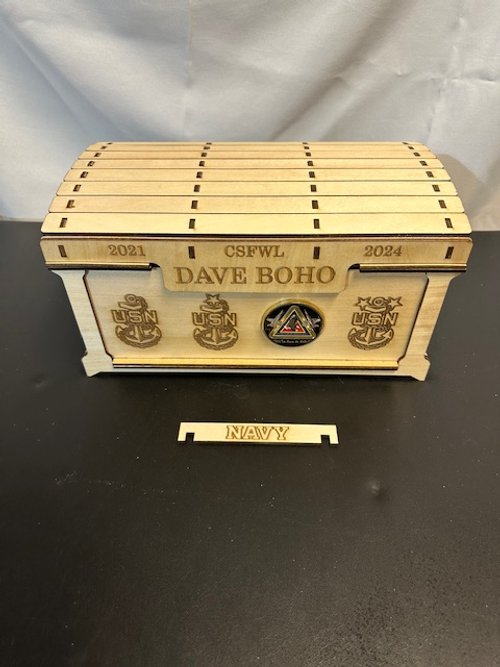 2021 CSFWL 2024
DAVE BOHO
USN USN USN
NAVY